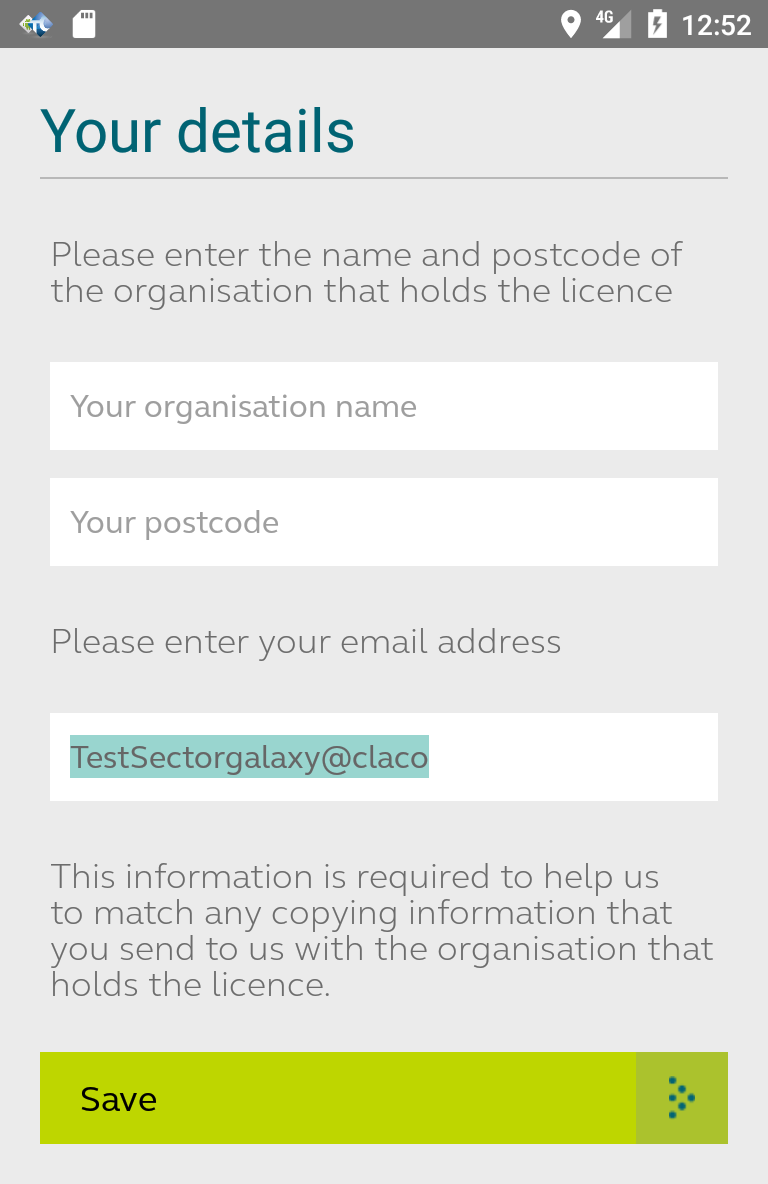 4G 12:52
Your details
Please enter the name and postcode of
the organisation that holds the licence
Your organisation name
Your postcode
Please enter your email address
TestSectorgalaxy@claco
This information is required to help us
to match any copying information that
you send to us with the organisation that
holds the licence.
Save